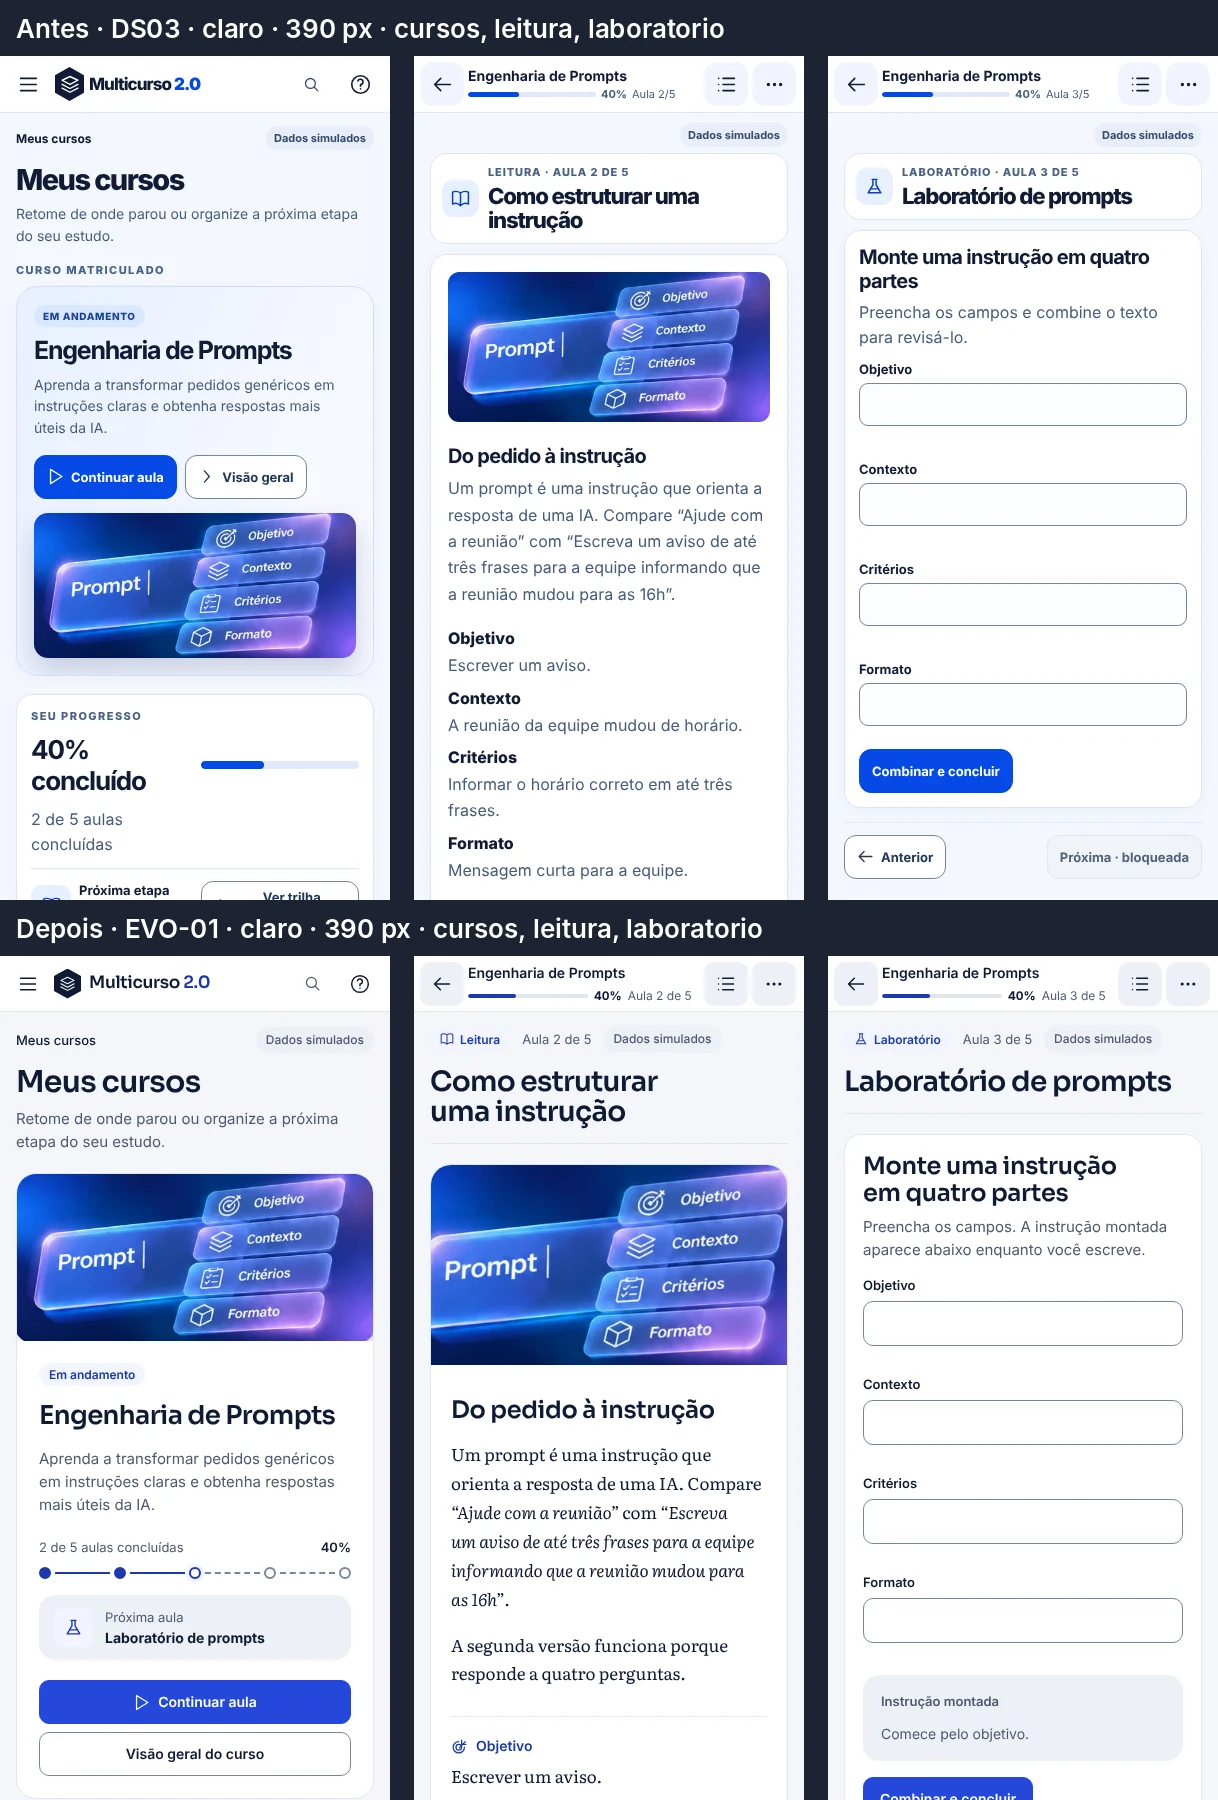 Antes · DS03 · claro · 390 px · cursos, leitura, laboratorio
Multicurso 2.0
Meus cursos
Dados simulados
Meus cursos
Retome de onde parou ou organize a próxima etapa
do seu estudo.
CURSO MATRICULADO
EM ANDAMENTO
Engenharia de Prompts
Aprenda a transformar pedidos genéricos em
instruções claras e obtenha respostas mais
úteis da IA.
Continuar aula
Visão geral
Prompt
Objetivo
Contexto
Critérios
Formato
SEU PROGRESSO
40%
concluído
2 de 5 aulas
concluídas
Próxima etapa
Ver trilha
Engenharia de Prompts
40% Aula 2/5
Dados simulados
LEITURA · AULA 2 DE 5
Como estruturar uma
instrução
Prompt
Objetivo
Contexto
Critérios
Formato
Do pedido à instrução
Um prompt é uma instrução que orienta a
resposta de uma IA. Compare “Ajude com
a reunião” com “Escreva um aviso de até
três frases para a equipe informando que
a reunião mudou para as 16h”.
Objetivo
Escrever um aviso.
Contexto
A reunião da equipe mudou de horário.
Critérios
Informar o horário correto em até três
frases.
Formato
Mensagem curta para a equipe.
Engenharia de Prompts
40% Aula 3/5
Dados simulados
LABORATÓRIO · AULA 3 DE 5
Laboratório de prompts
Monte uma instrução em quatro
partes
Preencha os campos e combine o texto
para revisá-lo.
Objetivo
Contexto
Critérios
Formato
Combinar e concluir
Anterior
Próxima · bloqueada
Depois · EVO-01 · claro · 390 px · cursos, leitura, laboratorio
Multicurso 2.0
Meus cursos
Dados simulados
Meus cursos
Retome de onde parou ou organize a próxima
etapa do seu estudo.
Prompt
Objetivo
Contexto
Critérios
Formato
Em andamento
Engenharia de Prompts
Aprenda a transformar pedidos genéricos
em instruções claras e obtenha respostas
mais úteis da IA.
2 de 5 aulas concluídas
40%
Próxima aula
Laboratório de prompts
Continuar aula
Visão geral do curso
Engenharia de Prompts
40% Aula 2 de 5
Leitura
Aula 2 de 5
Dados simulados
Como estruturar
uma instrução
Prompt
Objetivo
Contexto
Critérios
Formato
Do pedido à instrução
Um prompt é uma instrução que
orienta a resposta de uma IA. Compare
“Ajude com a reunião” com “Escreva
um aviso de até três frases para a equipe
informando que a reunião mudou para
as 16h”.
A segunda versão funciona porque
responde a quatro perguntas.
Objetivo
Escrever um aviso.
Engenharia de Prompts
40% Aula 3 de 5
Laboratório
Aula 3 de 5
Dados simulados
Laboratório de prompts
Monte uma instrução
em quatro partes
Preencha os campos. A instrução montada
aparece abaixo enquanto você escreve.
Objetivo
Contexto
Critérios
Formato
Instrução montada
Comece pelo objetivo.
Combinar e concluir